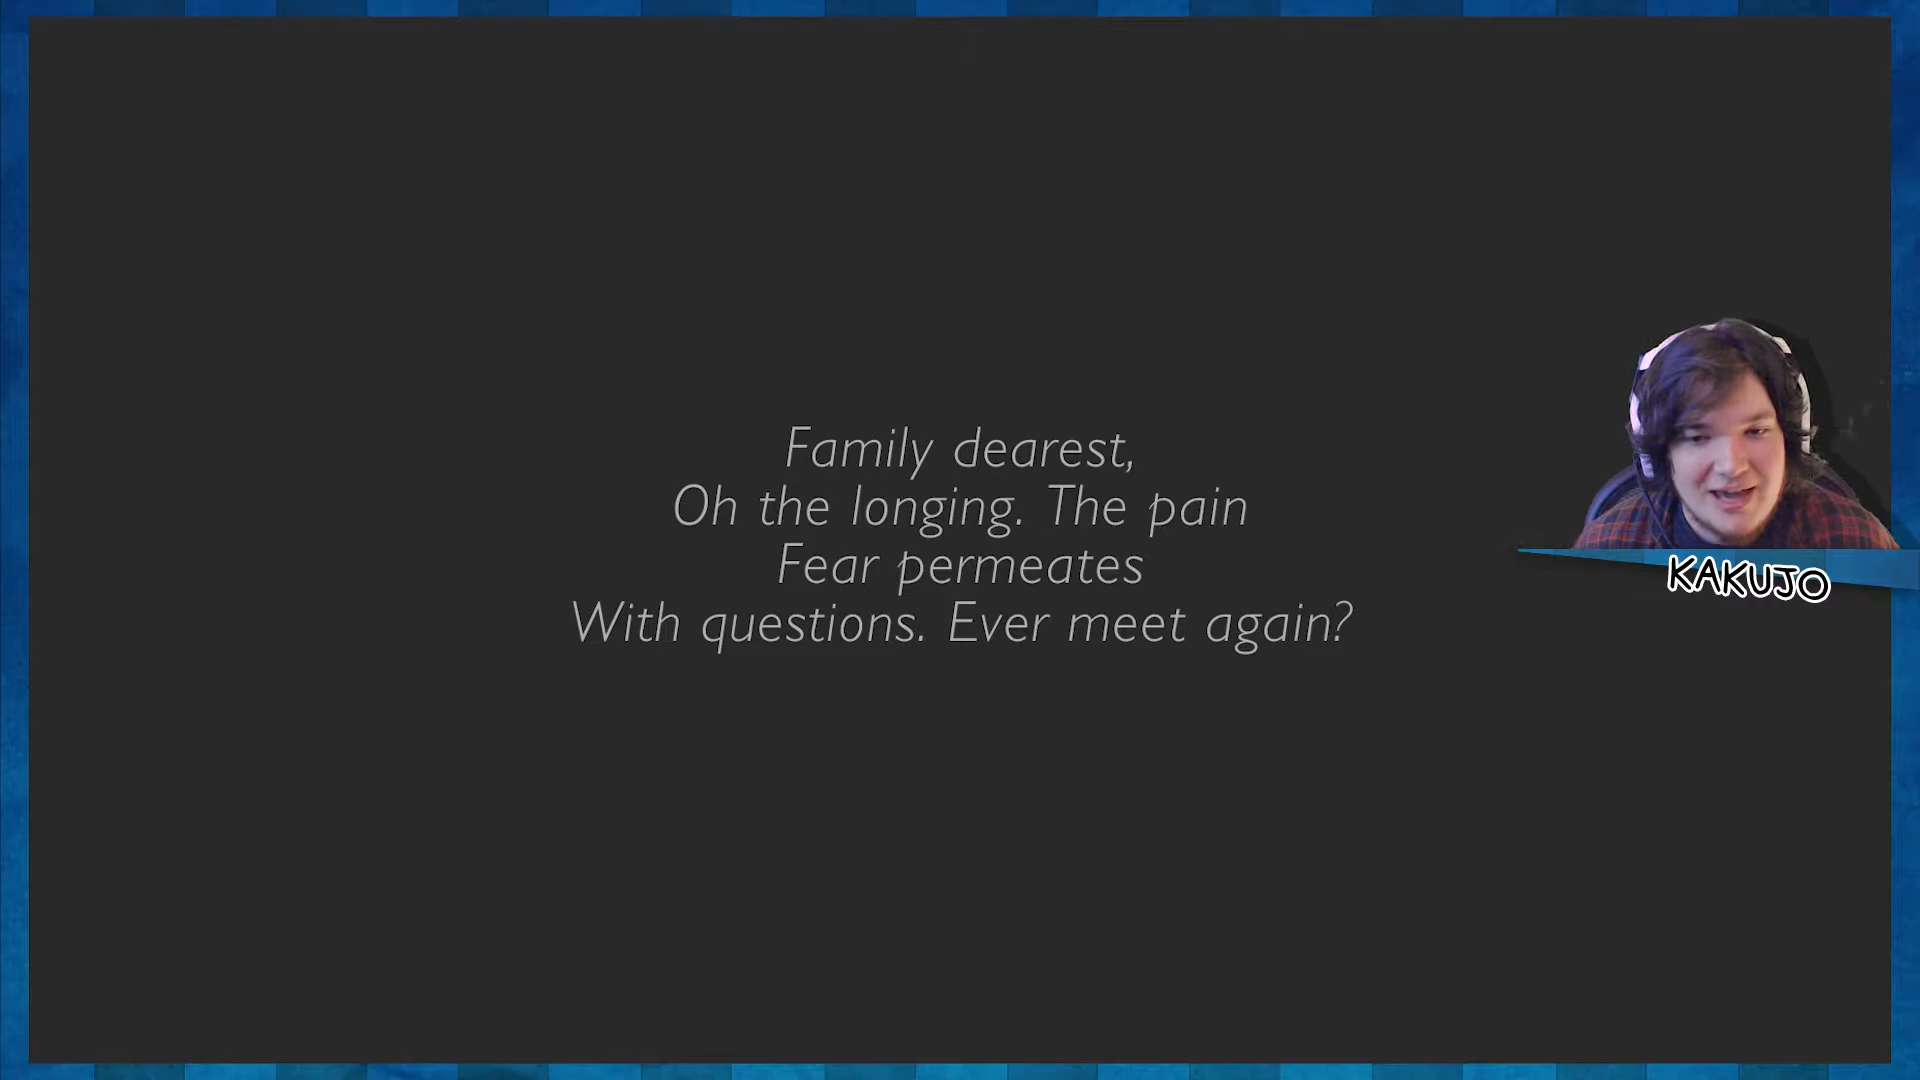 Family dearest,
Oh the longing. The pain
Fear permeates
With questions. Ever meet again?
KAKUJO